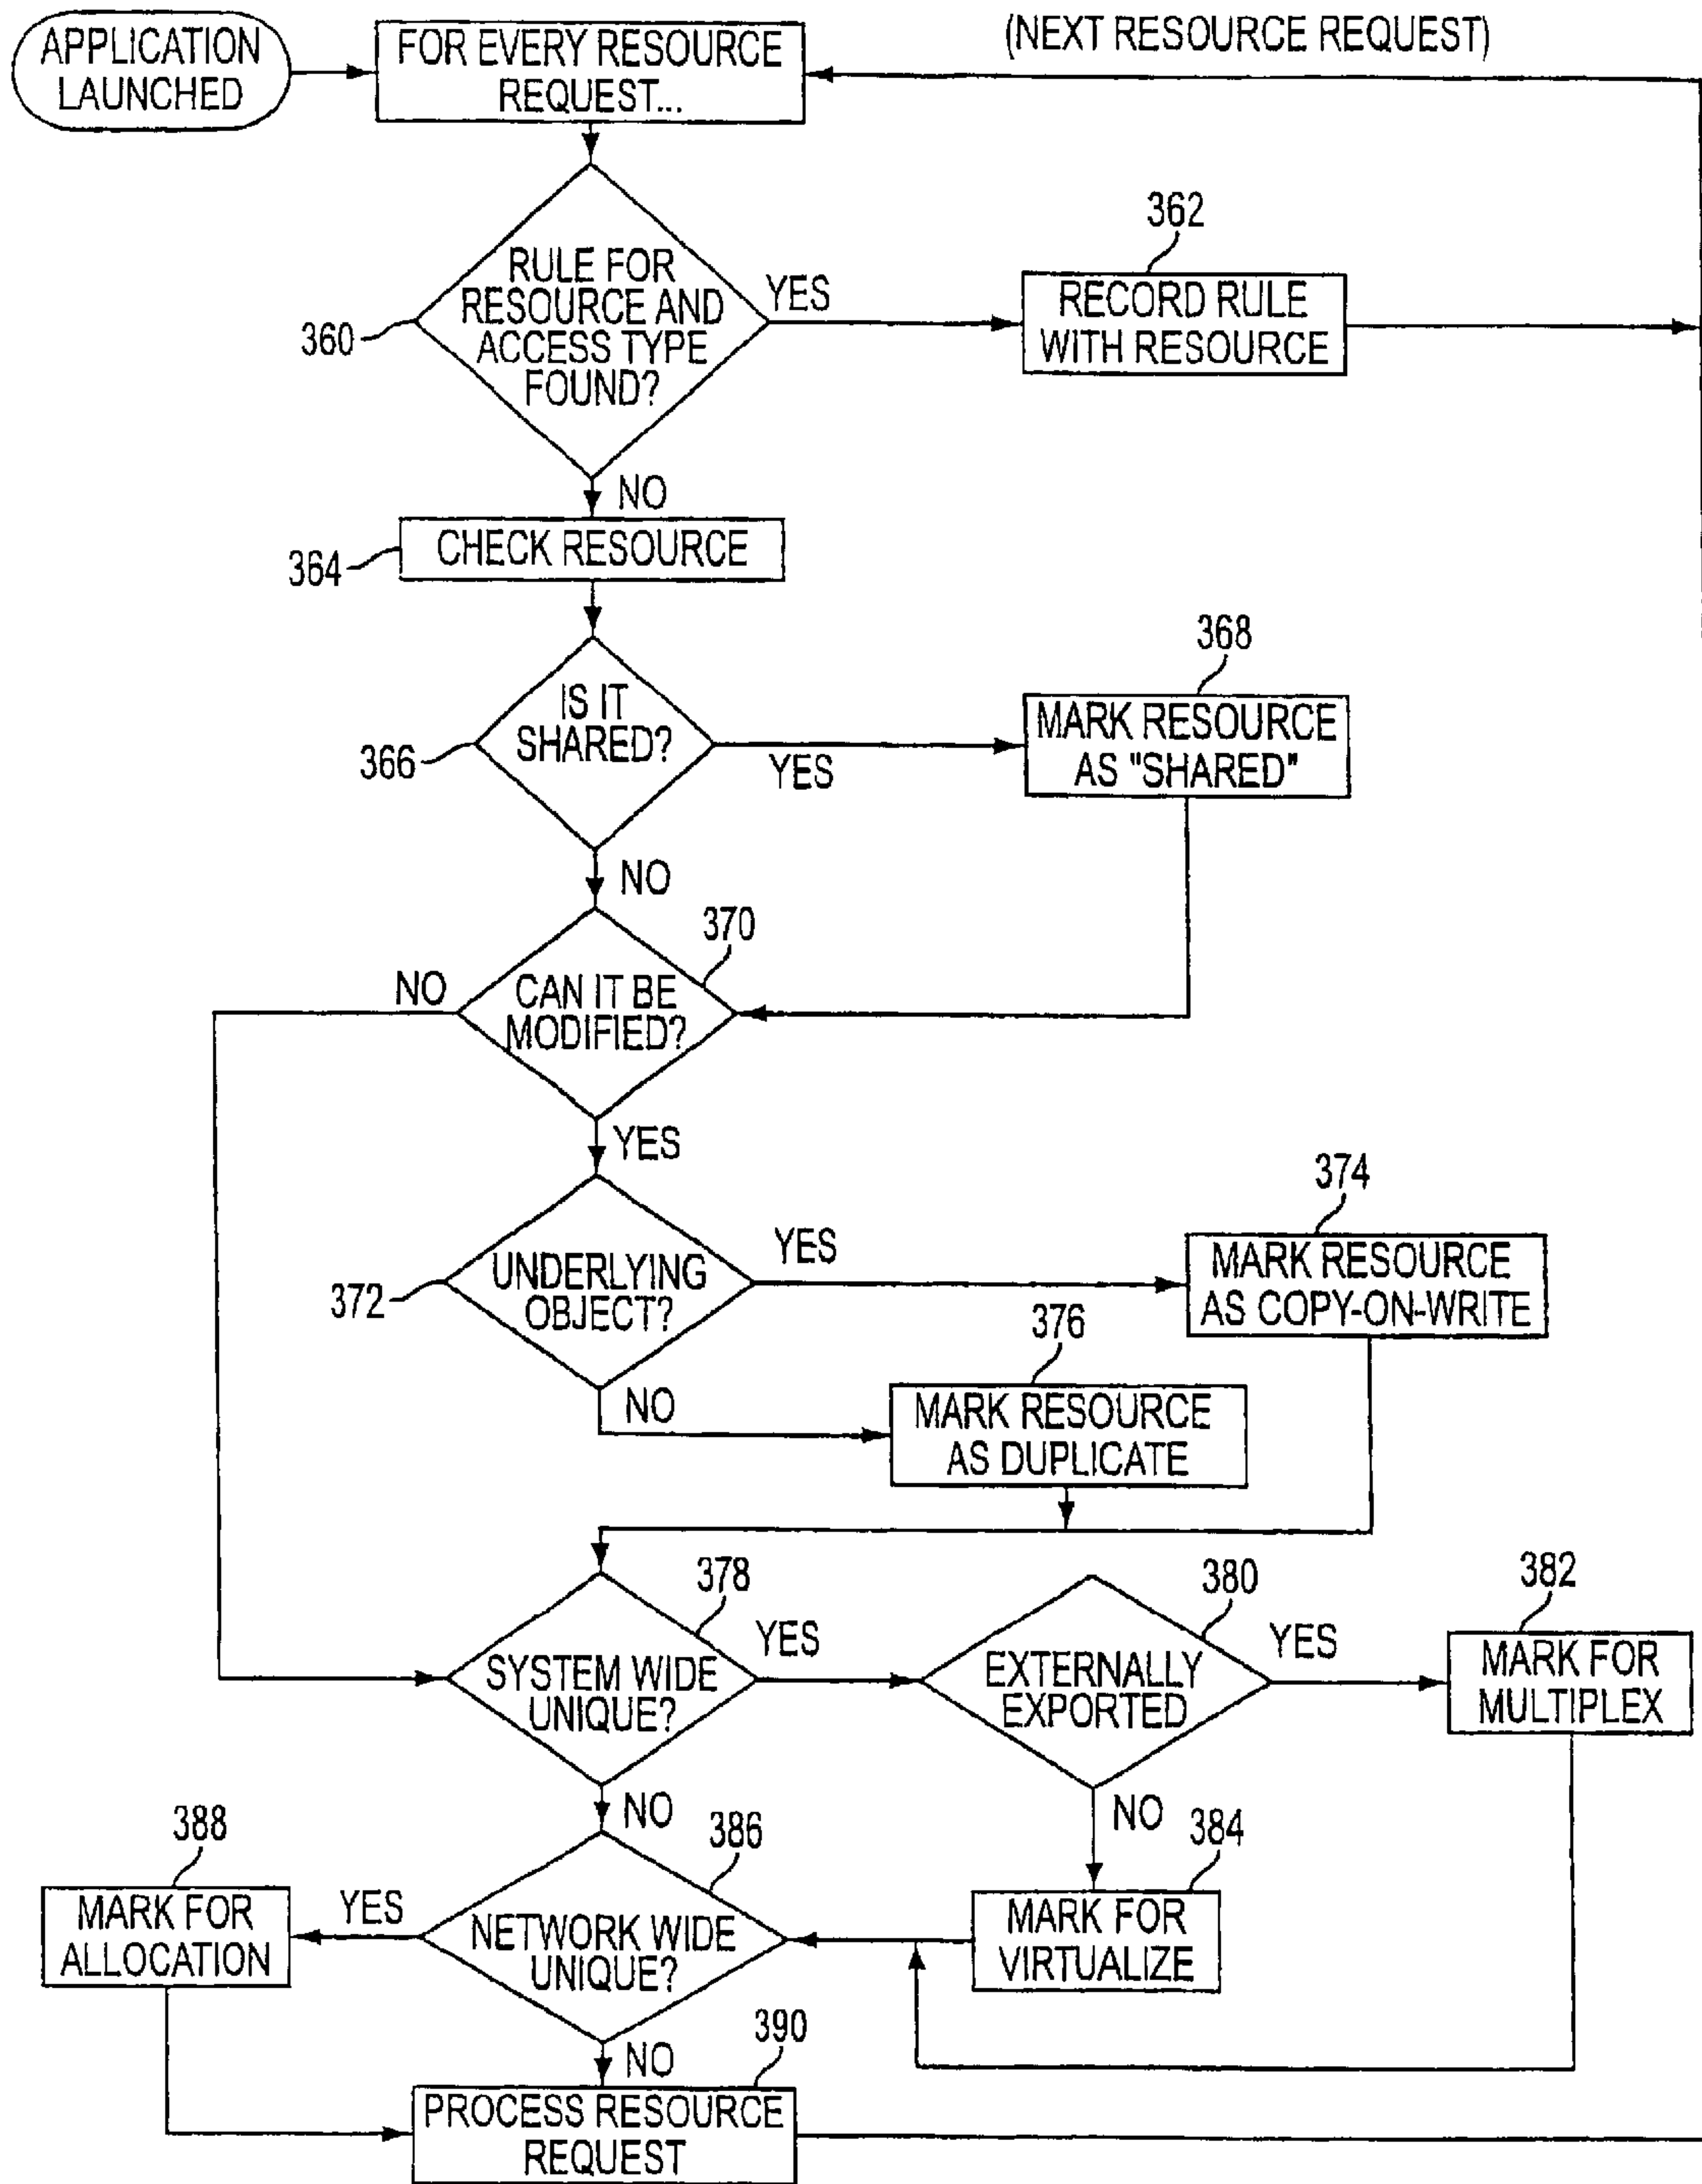 APPLICATION
LAUNCHED
FOR EVERY RESOURCE
REQUEST...
(NEXT RESOURCE REQUEST)
RULE FOR
RESOURCE AND
ACCESS TYPE
FOUND?
360
YES
362
RECORD RULE
WITH RESOURCE
NO
364
CHECK RESOURCE
366
IS IT
SHARED?
YES
368
MARK RESOURCE
AS "SHARED"
NO
370
NO
CAN IT BE
MODIFIED?
YES
372
UNDERLYING
OBJECT?
YES
374
MARK RESOURCE
AS COPY-ON-WRITE
NO
376
MARK RESOURCE
AS DUPLICATE
378
SYSTEM WIDE
UNIQUE?
YES
380
EXTERNALLY
EXPORTED
YES
382
MARK FOR
MULTIPLEX
NO
NO
384
MARK FOR
VIRTUALIZE
386
NETWORK WIDE
UNIQUE?
YES
388
MARK FOR
ALLOCATION
NO
390
PROCESS RESOURCE
REQUEST